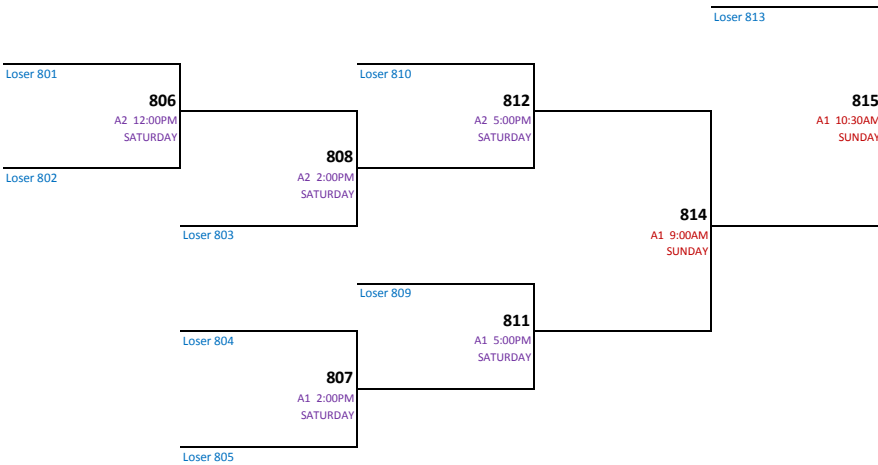 Loser 813
Loser 801
Loser 810
806
A2 12:00PM
SATURDAY
812
A2 5:00PM
SATURDAY
815
A1 10:30AM
SUNDAY
808
A2 2:00PM
SATURDAY
Loser 802
814
A1 9:00AM
SUNDAY
Loser 803
Loser 809
811
A1 5:00PM
SATURDAY
Loser 804
807
A1 2:00PM
SATURDAY
Loser 805